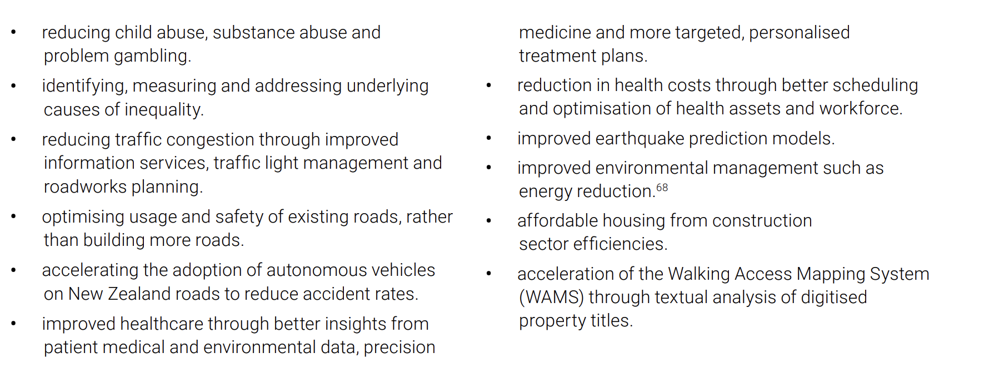 • reducing child abuse, substance abuse and
problem gambling.
• identifying, measuring and addressing underlying
causes of inequality.
• reducing traffic congestion through improved
information services, traffic light management and
roadworks planning.
• optimising usage and safety of existing roads, rather
than building more roads.
• accelerating the adoption of autonomous vehicles
on New Zealand roads to reduce accident rates.
• improved healthcare through better insights from
patient medical and environmental data, precision
medicine and more targeted, personalised
treatment plans.
• reduction in health costs through better scheduling
and optimisation of health assets and workforce.
• improved earthquake prediction models.
• improved environmental management such as
energy reduction.⁶⁸
• affordable housing from construction
sector efficiencies.
• acceleration of the Walking Access Mapping System
(WAMS) through textual analysis of digitised
property titles.